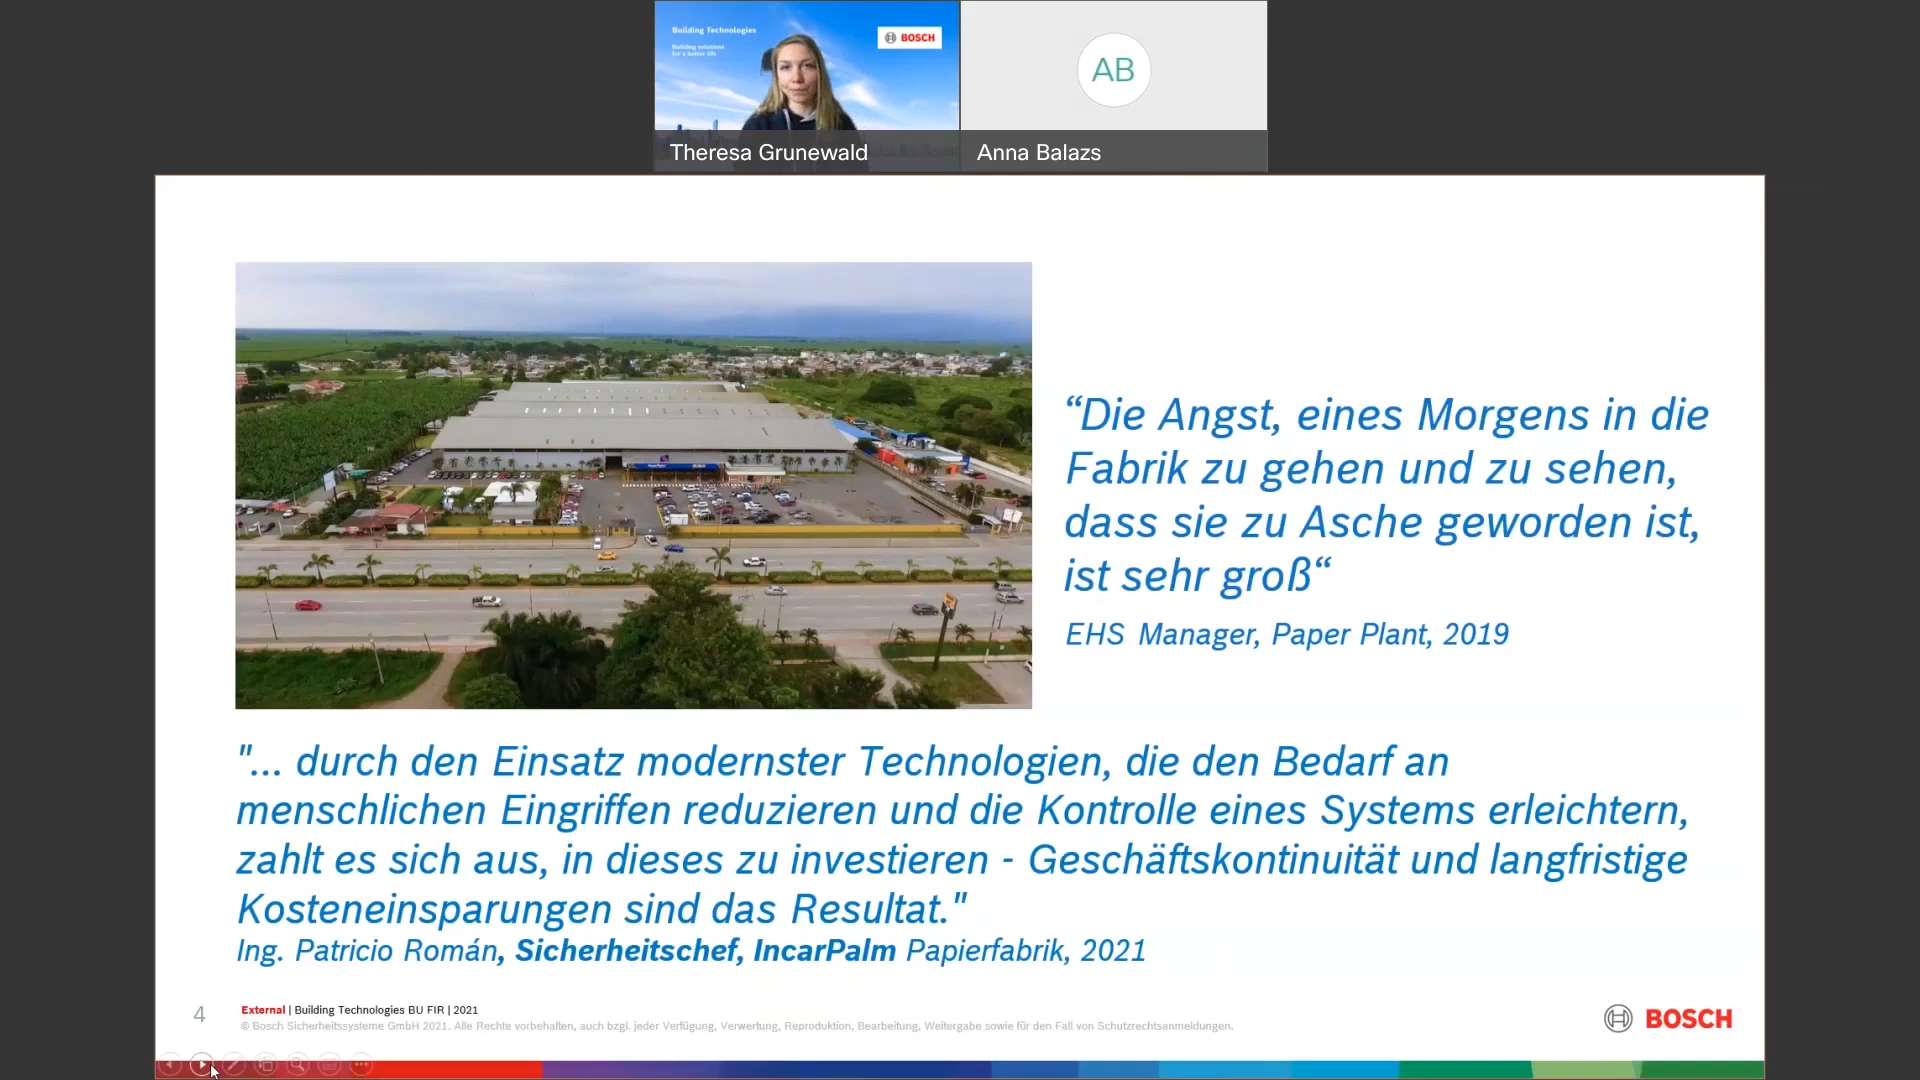 Building Technologies
Building solutions
for a better life
BOSCH
AB
Theresa Grunewald
Anna Balazs
“Die Angst, eines Morgens in die
Fabrik zu gehen und zu sehen,
dass sie zu Asche geworden ist,
ist sehr groß“
EHS Manager, Paper Plant, 2019
"... durch den Einsatz modernster Technologien, die den Bedarf an
menschlichen Eingriffen reduzieren und die Kontrolle eines Systems erleichtern,
zahlt es sich aus, in dieses zu investieren - Geschäftskontinuität und langfristige
Kosteneinsparungen sind das Resultat."
Ing. Patricio Román, Sicherheitschef, IncarPalm Papierfabrik, 2021
4
External | Building Technologies BU FIR | 2021
© Bosch Sicherheitssysteme GmbH 2021. Alle Rechte vorbehalten, auch bzgl. jeder Verfügung, Verwertung, Reproduktion, Bearbeitung, Weitergabe sowie für den Fall von Schutzrechtsanmeldungen.
BOSCH